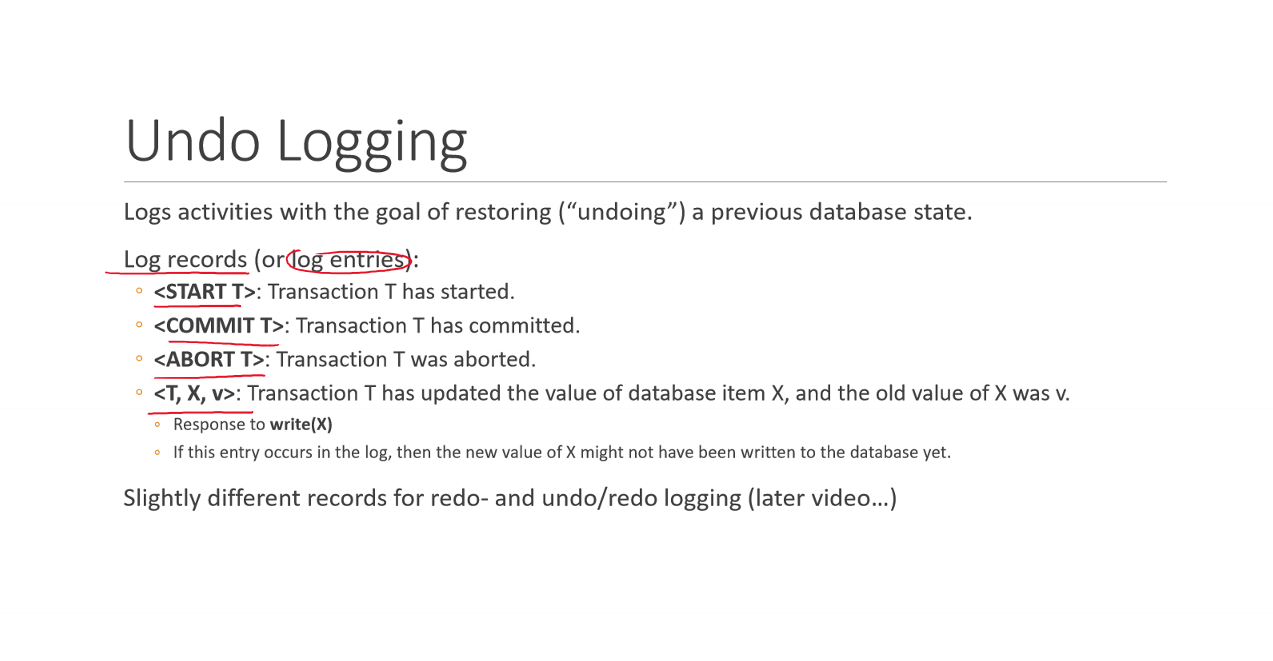 Undo Logging
Logs activities with the goal of restoring (“undoing”) a previous database state.
Log records (or log entries):
◦ <START T>: Transaction T has started.
◦ <COMMIT T>: Transaction T has committed.
◦ <ABORT T>: Transaction T was aborted.
◦ <T, X, v>: Transaction T has updated the value of database item X, and the old value of X was v.
◦ Response to write(X)
◦ If this entry occurs in the log, then the new value of X might not have been written to the database yet.
Slightly different records for redo- and undo/redo logging (later video…)